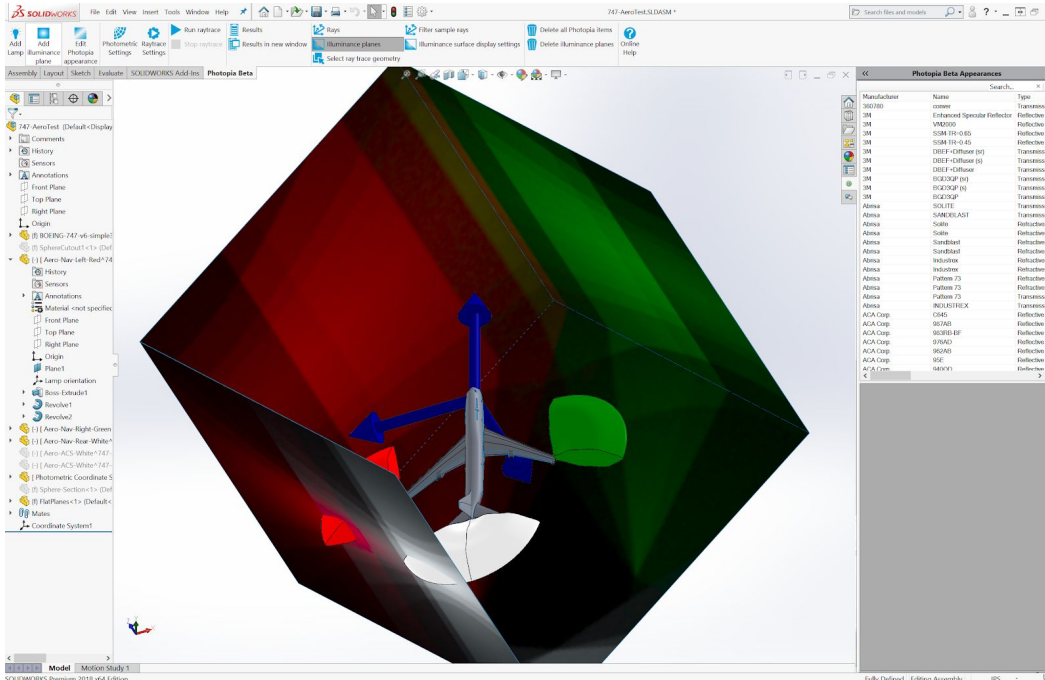 SOLIDWORKS File Edit View Insert Tools Window Help 747-AeroTest.SLDASM * Search files and models ?
Add Lamp
Add illuminance plane
Edit Photopia appearance
Photometric Settings
Raytrace Settings
Run raytrace
Stop raytrace
Results
Results in new window
Rays
Illuminance planes
Select ray trace geometry
Filter sample rays
Illuminance surface display settings
Delete all Photopia items
Delete illuminance planes
Online Help
Assembly Layout Sketch Evaluate SOLIDWORKS Add-Ins Photopia Beta
747-AeroTest (Default<Display
Comments
History
Sensors
Annotations
Front Plane
Top Plane
Right Plane
Origin
(f) BOEING-747-v6-simple3
(f) SphereCutout1<1> (Def
(-) [ Aero-Nav-Left-Red^74
History
Sensors
Annotations
Material <not specified
Front Plane
Top Plane
Right Plane
Origin
Plane1
Lamp orientation
Boss-Extrude1
Revolve1
Revolve2
(-) [ Aero-Nav-Right-Green
(-) [ Aero-Nav-Rear-White^
(-) [ Aero-ACS-White^747-
(-) [ Aero-ACS-White^747-
[ Photometric Coordinate S
(f) Sphere-Section<1> (Def
(f) FlatPlanes<1> (Default<
Mates
Coordinate System1
Model Motion Study 1
SOLIDWORKS Premium 2018 x64 Edition
Photopia Beta Appearances
Search...
Manufacturer Name Type
360780 conver Transmiss
3M Enhanced Specular Reflector Reflective
3M VM2000 Reflective
3M SSM-TR=0.65 Reflective
3M SSM-TR=0.45 Reflective
3M DBEF+Diffuser (sr) Transmiss
3M DBEF+Diffuser (s) Transmiss
3M DBEF+Diffuser Transmiss
3M BGD3QP (sr) Transmiss
3M BGD3QP (s) Transmiss
3M BGD3QP Transmiss
Abrisa SOLITE Transmiss
Abrisa SANDBLAST Transmiss
Abrisa Solite Refractive
Abrisa Solite Refractive
Abrisa Sandblast Refractive
Abrisa Sandblast Refractive
Abrisa Industrex Refractive
Abrisa Industrex Refractive
Abrisa Pattern 73 Refractive
Abrisa Pattern 73 Refractive
Abrisa Pattern 73 Transmiss
Abrisa INDUSTREX Transmiss
ACA Corp. C845 Reflective
ACA Corp. 987AB Reflective
ACA Corp. 983RB-BF Reflective
ACA Corp. 978AD Reflective
ACA Corp. 962AB Reflective
ACA Corp. 95E Reflective
ACA Corp. 940OD Reflective
Fully Defined Editing Assembly IPS